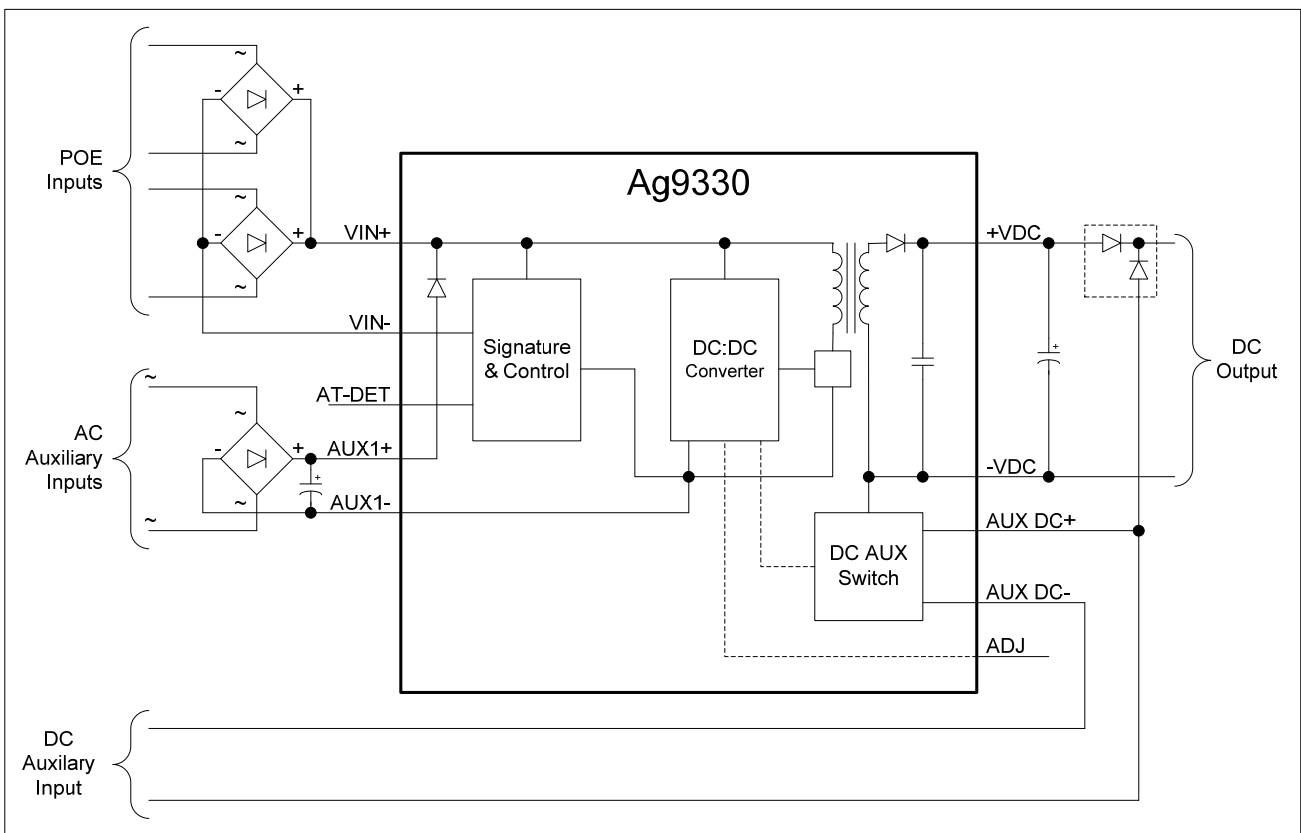 Ag9330
POE
Inputs
~
-
+
~
~
-
+
~
VIN+
VIN-
AT-DET
AC
Auxiliary
Inputs
~
~
-
+
+
~
~
AUX1+
AUX1-
Signature
& Control
DC:DC
Converter
DC AUX
Switch
+VDC
+
-VDC
AUX DC+
AUX DC-
ADJ
DC
Output
DC
Auxilary
Input